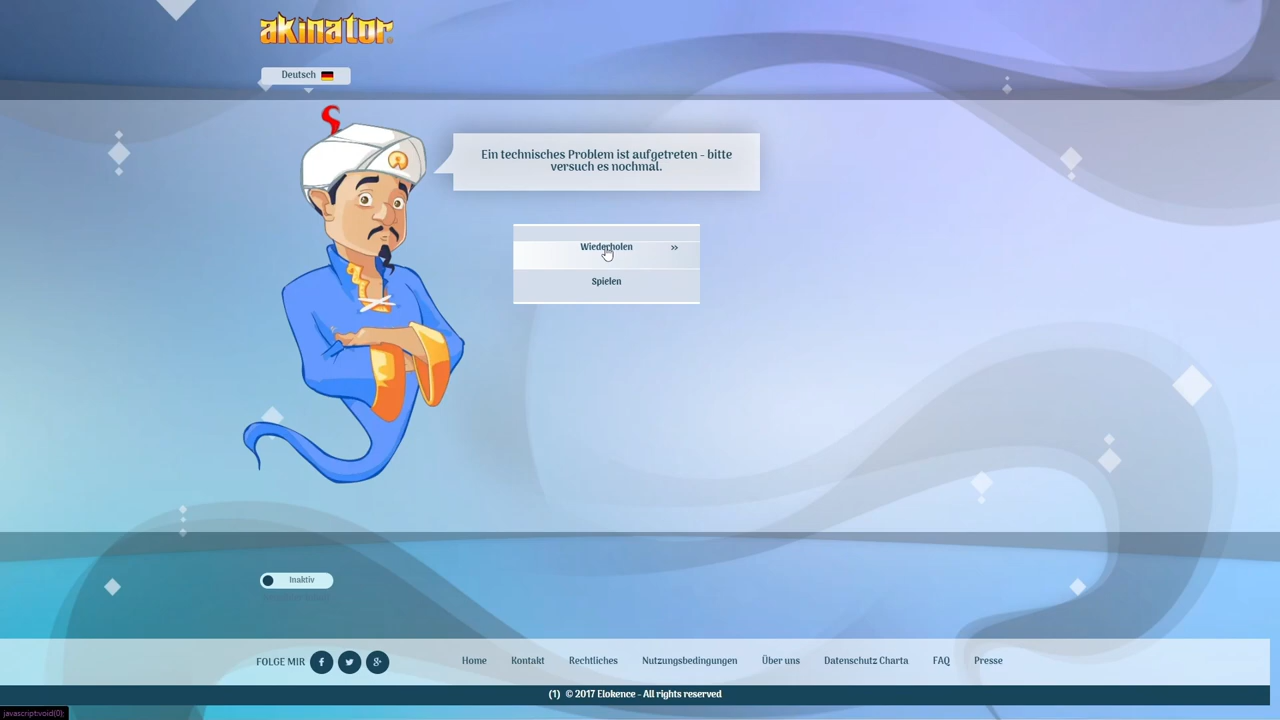 akinator
Deutsch
Ein technisches Problem ist aufgetreten - bitte
versuch es nochmal.
Wiederholen »
Spielen
Inaktiv
FOLGE MIR
Home Kontakt Rechtliches Nutzungsbedingungen Über uns Datenschutz Charta FAQ Presse
(1) © 2017 Elokence - All rights reserved
javascript:void(0);